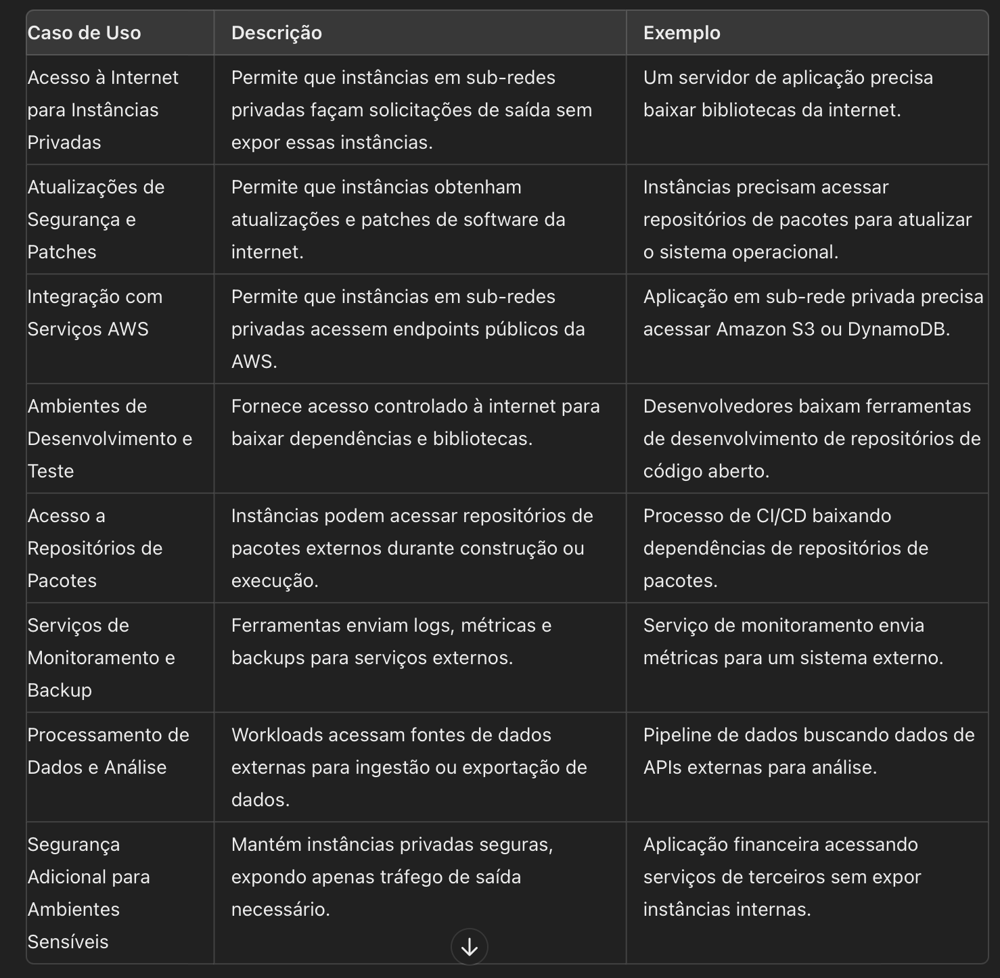 Caso de Uso
Descrição
Exemplo
Acesso à Internet
para Instâncias
Privadas
Permite que instâncias em sub-redes
privadas façam solicitações de saída sem
expor essas instâncias.
Um servidor de aplicação precisa
baixar bibliotecas da internet.
Atualizações de
Segurança e
Patches
Permite que instâncias obtenham
atualizações e patches de software da
internet.
Instâncias precisam acessar
repositórios de pacotes para atualizar
o sistema operacional.
Integração com
Serviços AWS
Permite que instâncias em sub-redes
privadas acessem endpoints públicos da
AWS.
Aplicação em sub-rede privada precisa
acessar Amazon S3 ou DynamoDB.
Ambientes de
Desenvolvimento e
Teste
Fornece acesso controlado à internet para
baixar dependências e bibliotecas.
Desenvolvedores baixam ferramentas
de desenvolvimento de repositórios de
código aberto.
Acesso a
Repositórios de
Pacotes
Instâncias podem acessar repositórios de
pacotes externos durante construção ou
execução.
Processo de CI/CD baixando
dependências de repositórios de
pacotes.
Serviços de
Monitoramento e
Backup
Ferramentas enviam logs, métricas e
backups para serviços externos.
Serviço de monitoramento envia
métricas para um sistema externo.
Processamento de
Dados e Análise
Workloads acessam fontes de dados
externas para ingestão ou exportação de
dados.
Pipeline de dados buscando dados de
APIs externas para análise.
Segurança
Adicional para
Ambientes
Sensíveis
Mantém instâncias privadas seguras,
expondo apenas tráfego de saída
necessário.
Aplicação financeira acessando
serviços de terceiros sem expor
instâncias internas.